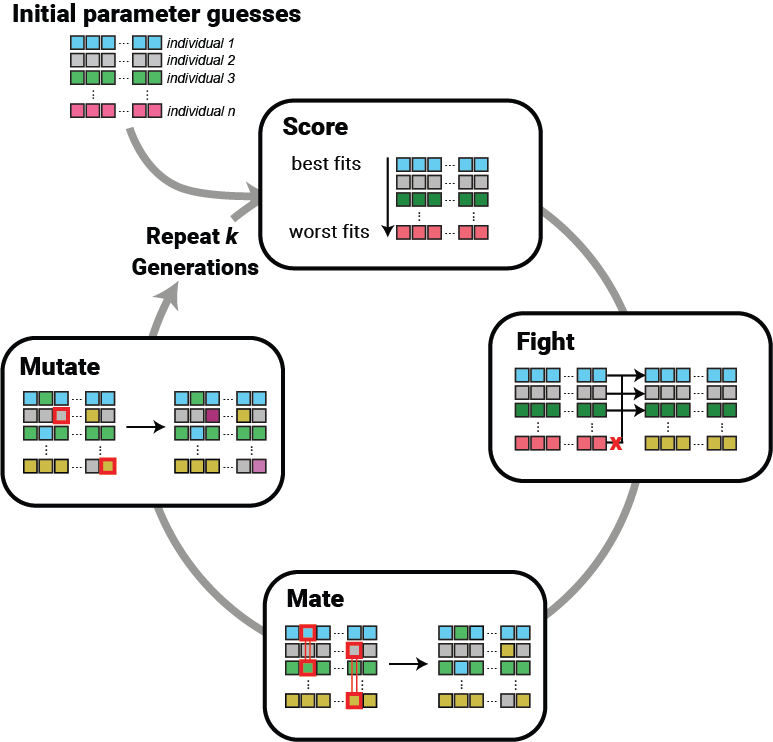 Initial parameter guesses
individual 1
individual 2
individual 3
individual n
Score
best fits
worst fits
Repeat k
Generations
Fight
x
Mutate
Mate